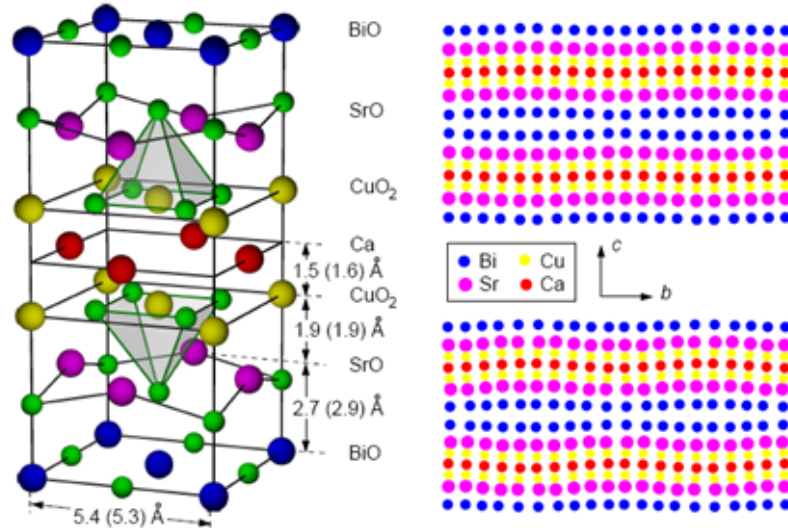 BiO
SrO
CuO₂
Ca
1.5 (1.6) Å
CuO₂
1.9 (1.9) Å
SrO
2.7 (2.9) Å
BiO
5.4 (5.3) Å
Bi Cu
Sr Ca
c
b